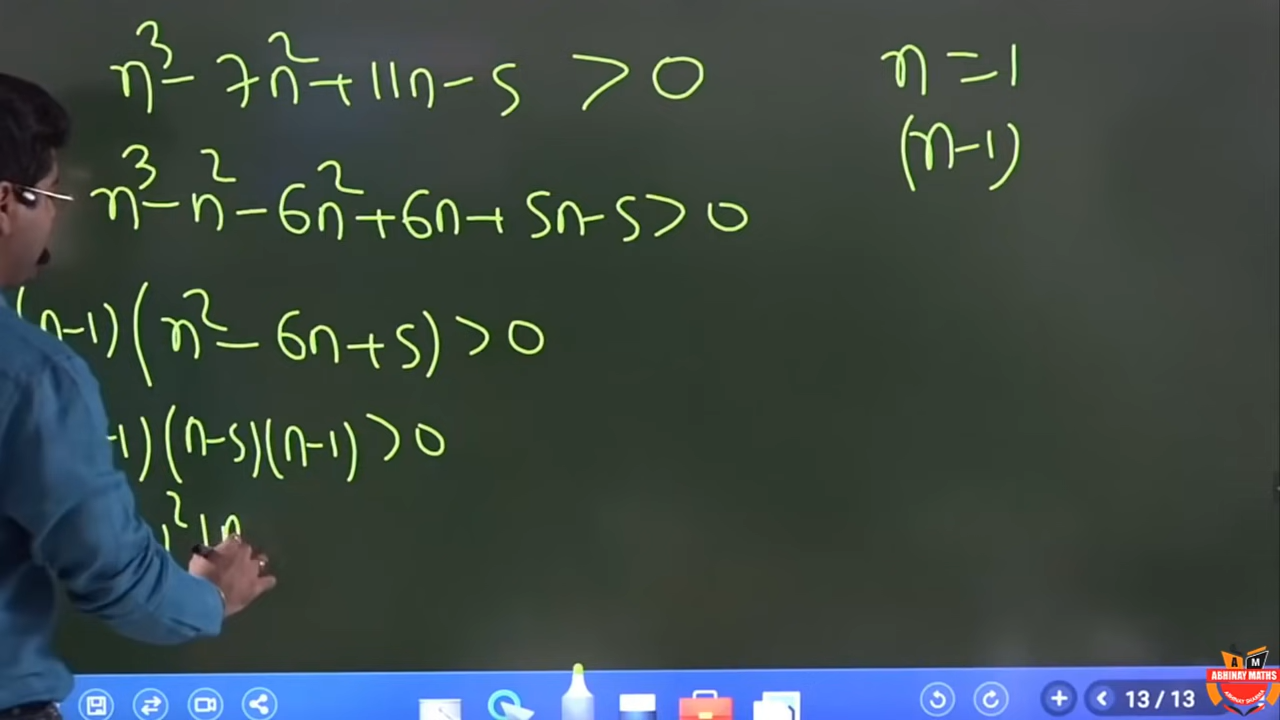 n³ - 7n² + 11n - 5 > 0
n = 1
(n-1)
n³ - n² - 6n² + 6n + 5n - 5 > 0
(n-1)(n² - 6n + 5) > 0
-1)(n-5)(n-1) > 0
13 / 13
A M
ABHINAY MATHS